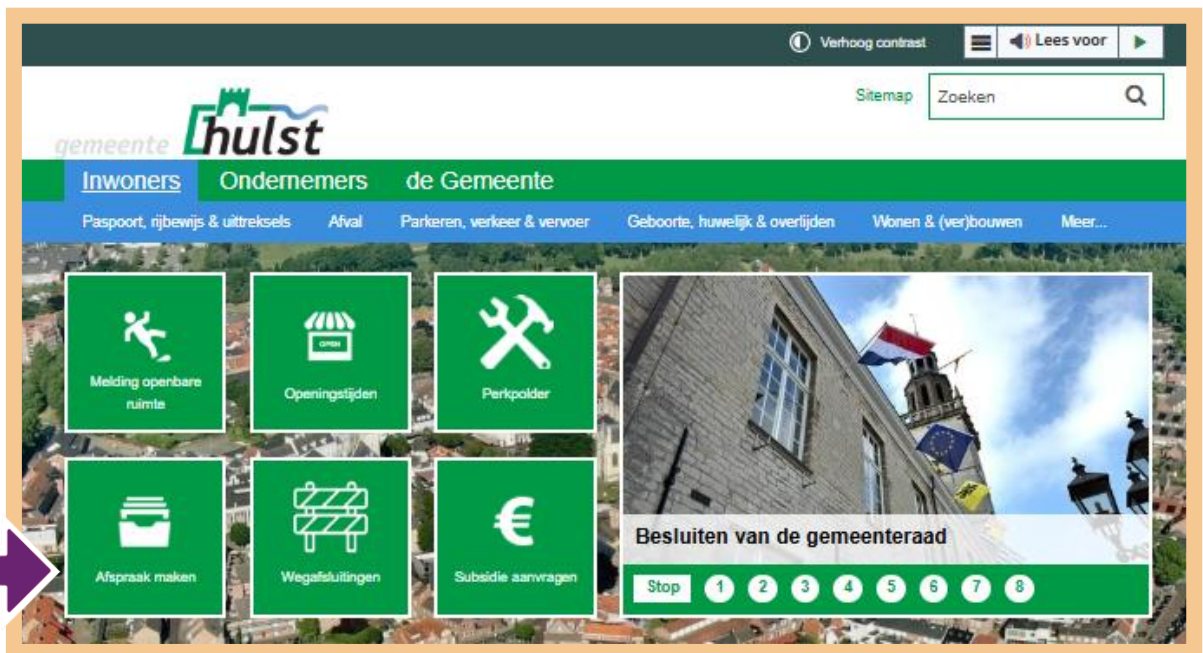 Verhoog contrast
Lees voor
gemeente hulst
Sitemap
Zoeken
Inwoners Ondernemers de Gemeente
Paspoort, rijbewijs & uittreksels Afval Parkeren, verkeer & vervoer Geboorte, huwelijk & overlijden Wonen & (ver)bouwen Meer...
Melding openbare
ruimte
OPEN
Openingstijden
Perkpolder
Afspraak maken
Wegafsluitingen
€
Subsidie aanvragen
Besluiten van de gemeenteraad
Stop 1 2 3 4 5 6 7 8